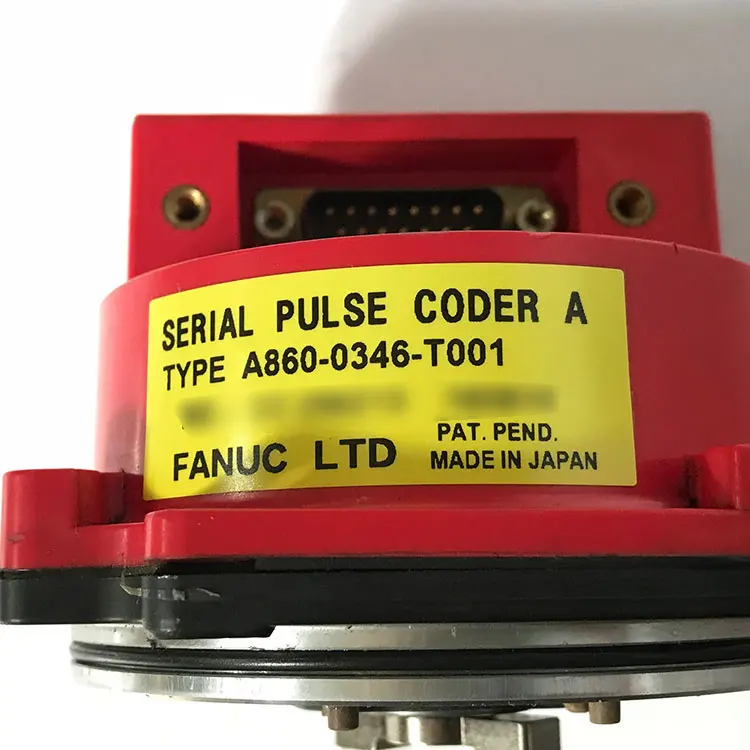 SERIAL PULSE CODER A
TYPE A860-0346-T001
FANUC LTD
PAT. PEND.
MADE IN JAPAN